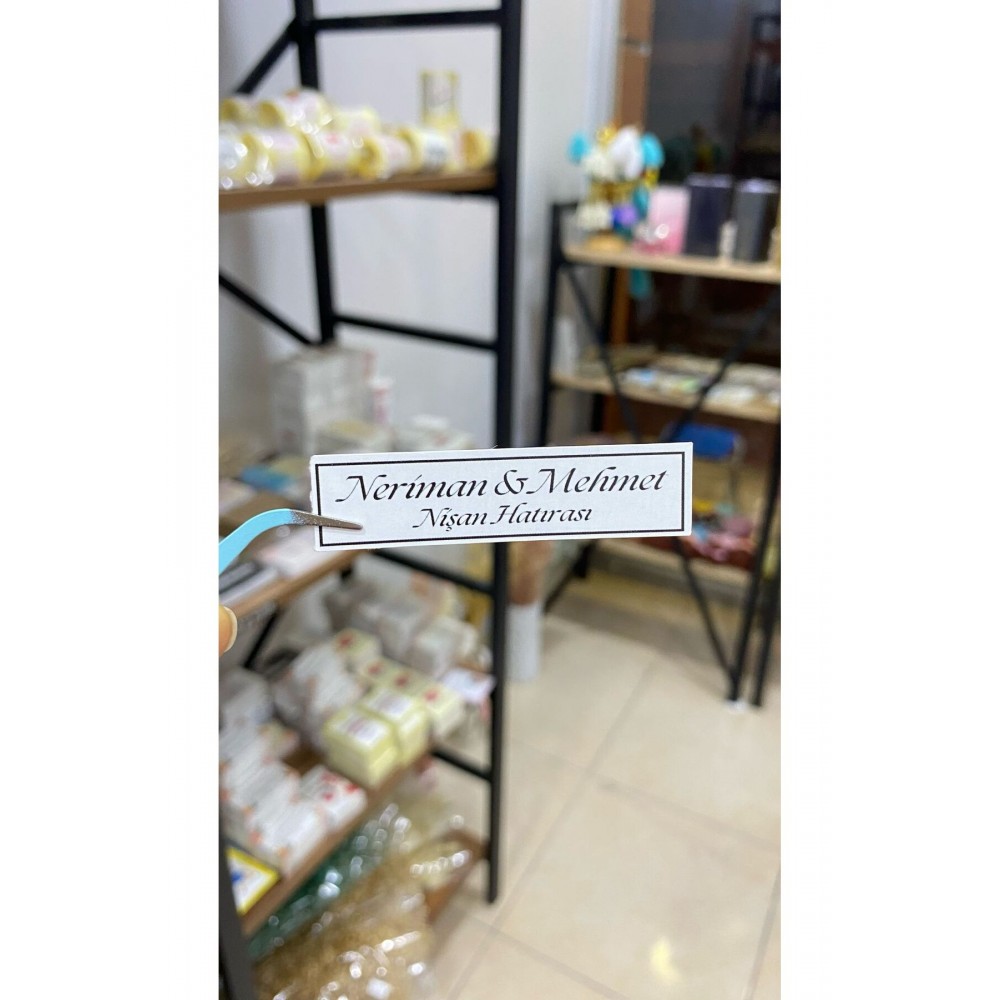 Neriman & Mehmet
Nişan Hatırası